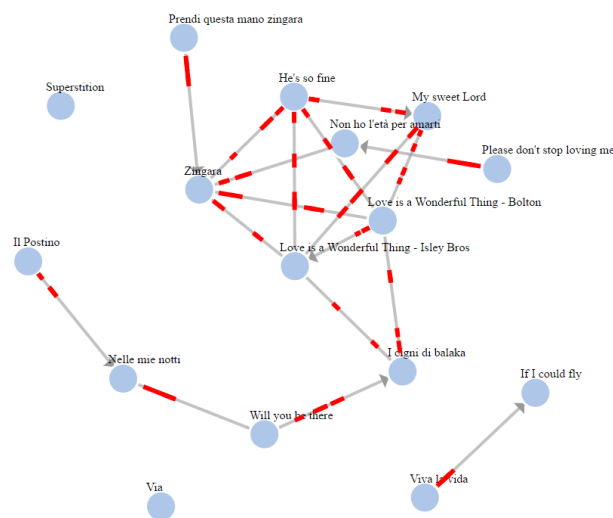 Prendi questa mano zingara
He's so fine
Superstition
My sweet Lord
Non ho l'età per amarti
Please don't stop loving me
Zingara
Love is a Wonderful Thing - Bolton
Il Postino
Love is a Wonderful Thing - Isley Bros
I cigni di balaka
Nelle mie notti
If I could fly
Will you be there
Viva la vida
Via